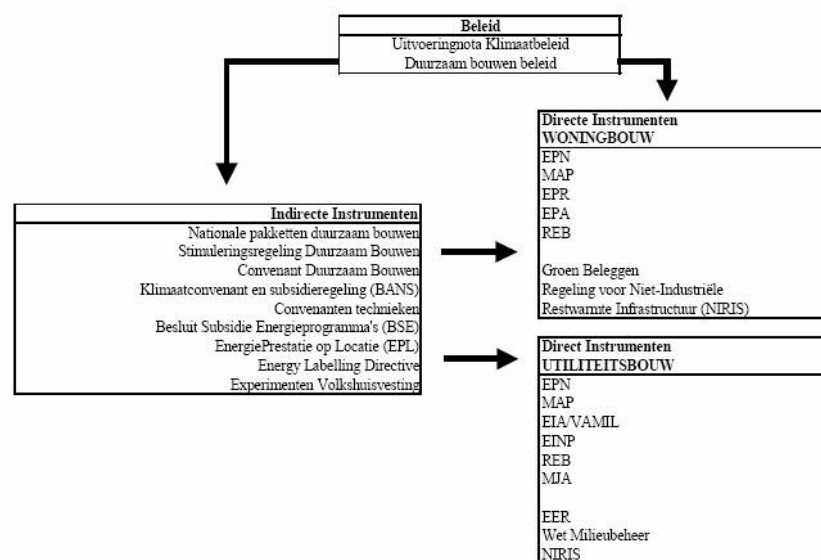 Beleid
Uitvoeringnota Klimaatbeleid
Duurzaam bouwen beleid
Indirecte Instrumenten
Nationale pakketten duurzaam bouwen
Stimuleringsregeling Duurzaam Bouwen
Convenant Duurzaam Bouwen
Klimaatconvenant en subsidieregeling (BANS)
Convenanten technieken
Besluit Subsidie Energieprogramma's (BSE)
EnergiePrestatie op Locatie (EPL)
Energy Labelling Directive
Experimenten Volkshuisvesting
Directe Instrumenten
WONINGBOUW
EPN
MAP
EPR
EPA
REB
Groen Beleggen
Regeling voor Niet-Industriële
Restwarmte Infrastructuur (NIRIS)
Direct Instrumenten
UTILITEITSBOUW
EPN
MAP
EIA/VAMIL
EINP
REB
MJA
EER
Wet Milieubeheer
NIRIS